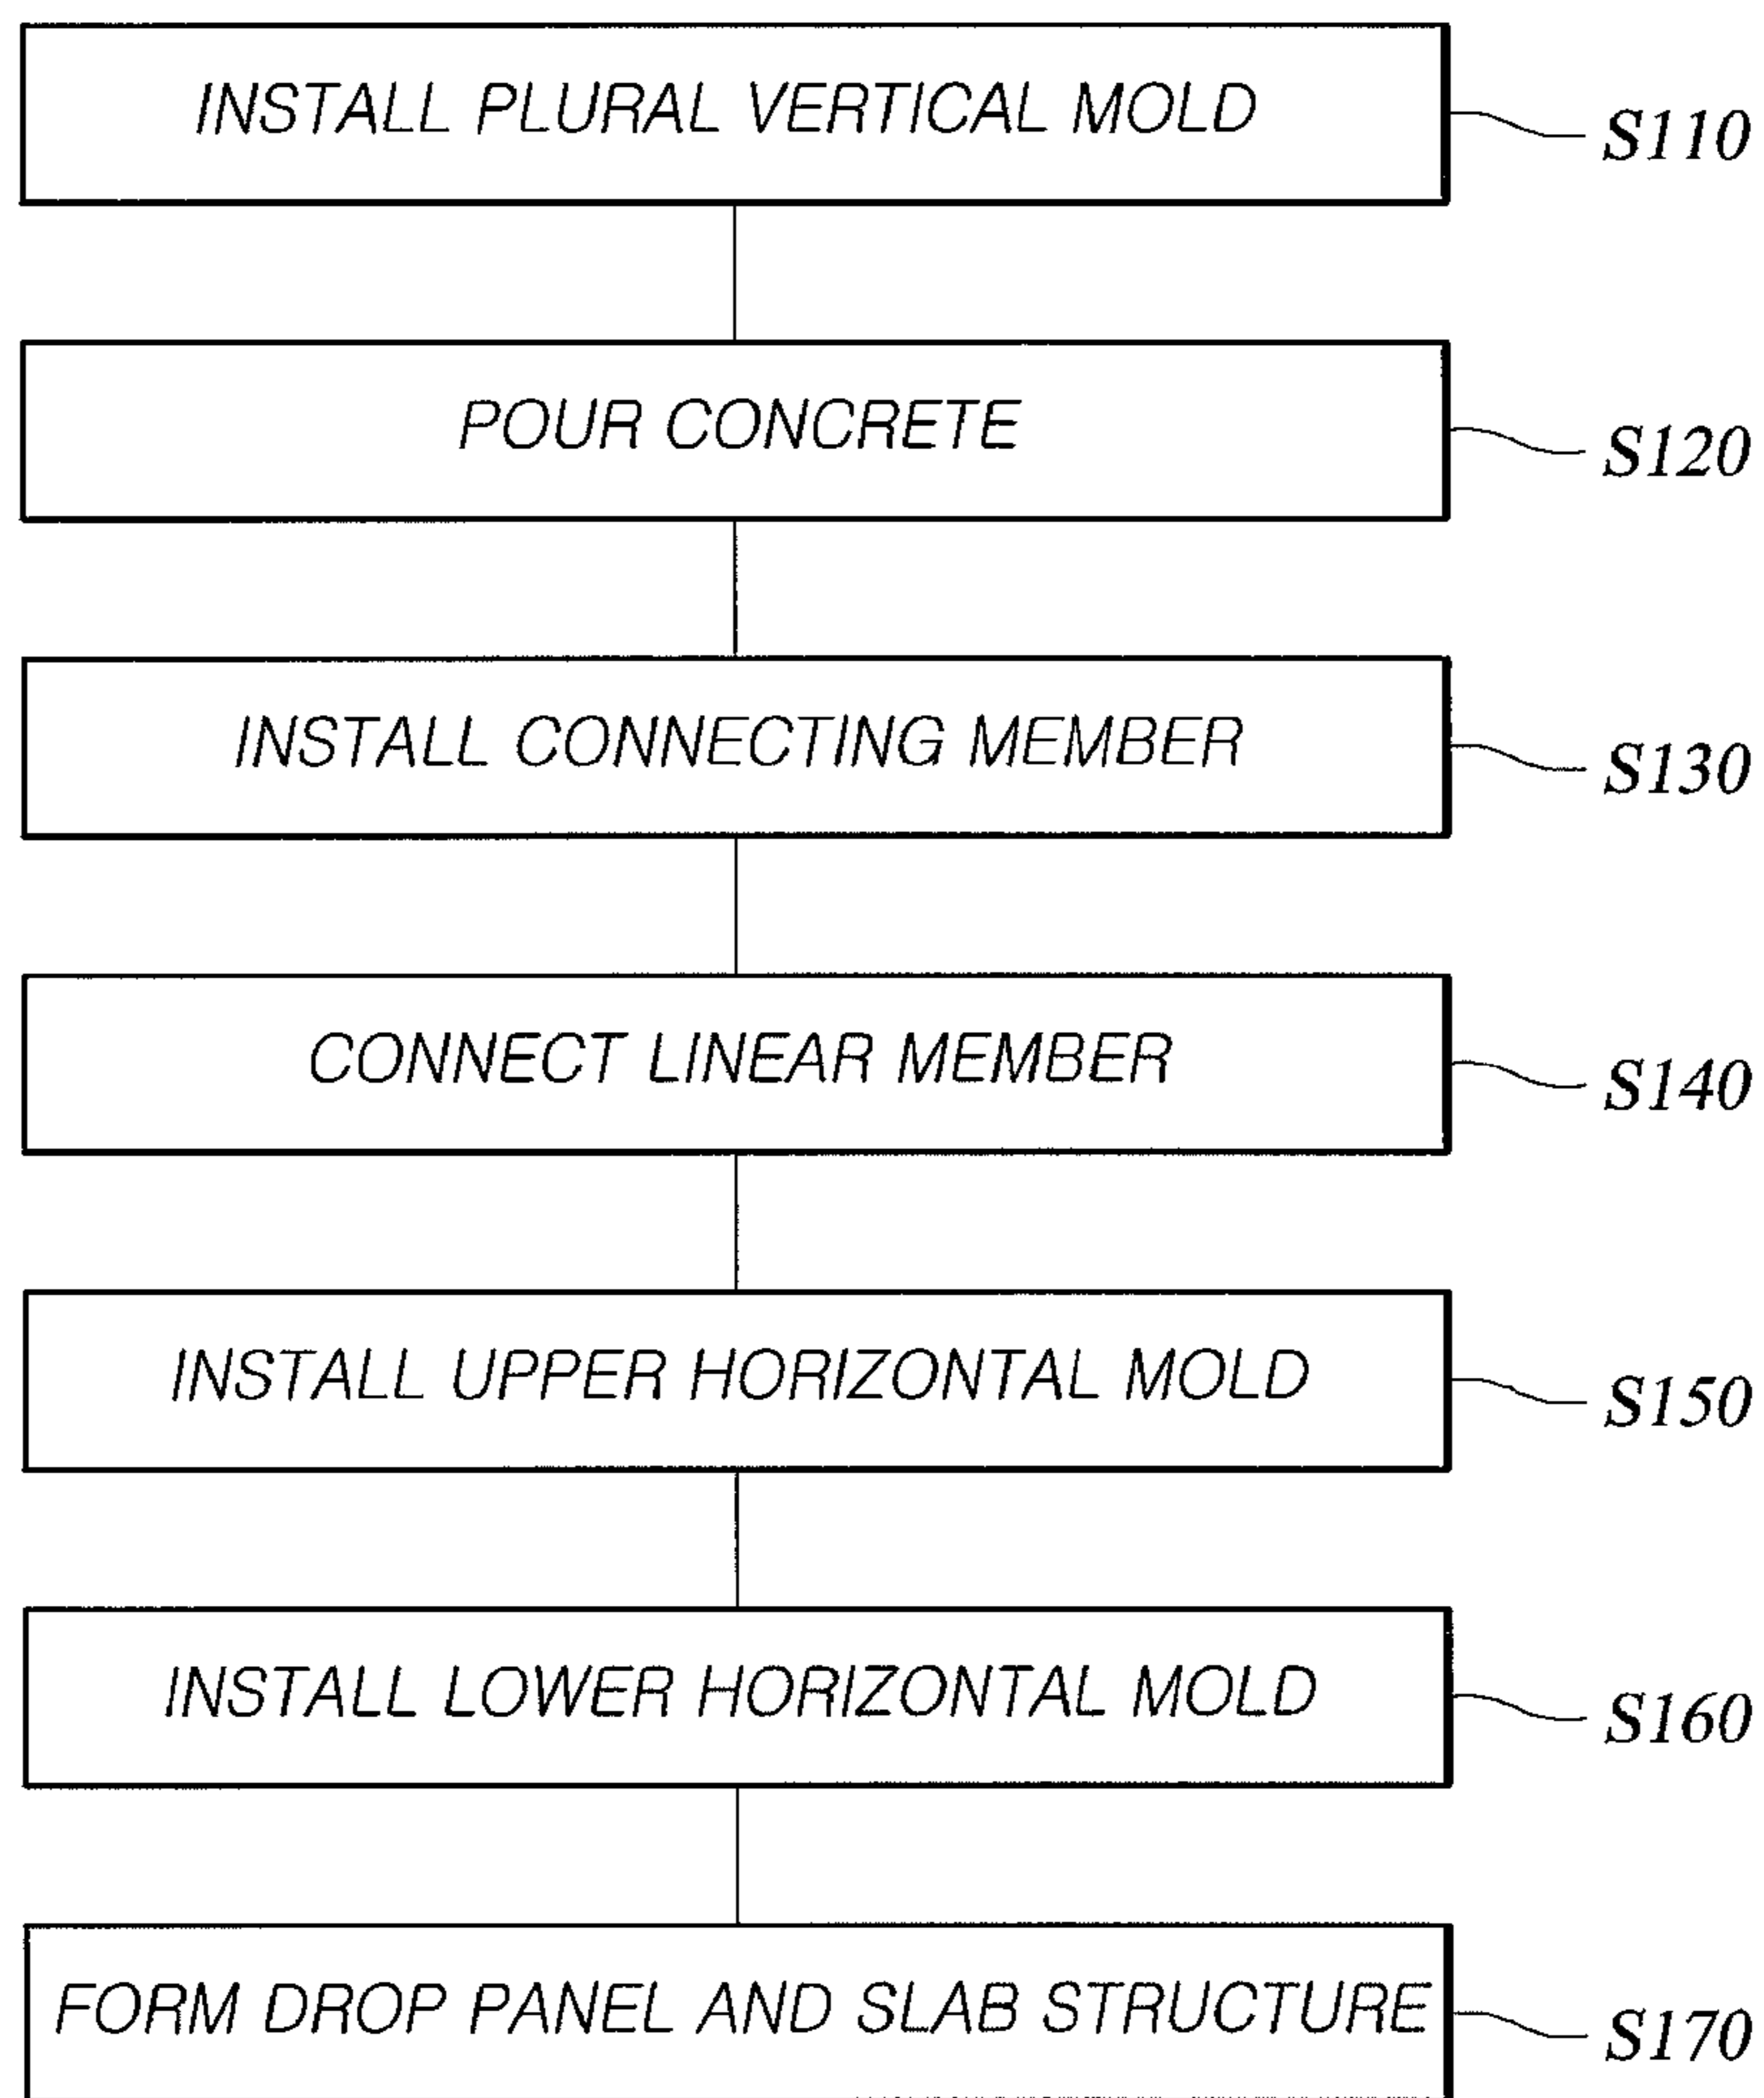 INSTALL PLURAL VERTICAL MOLD
S110
POUR CONCRETE
S120
INSTALL CONNECTING MEMBER
S130
CONNECT LINEAR MEMBER
S140
INSTALL UPPER HORIZONTAL MOLD
S150
INSTALL LOWER HORIZONTAL MOLD
S160
FORM DROP PANEL AND SLAB STRUCTURE
S170